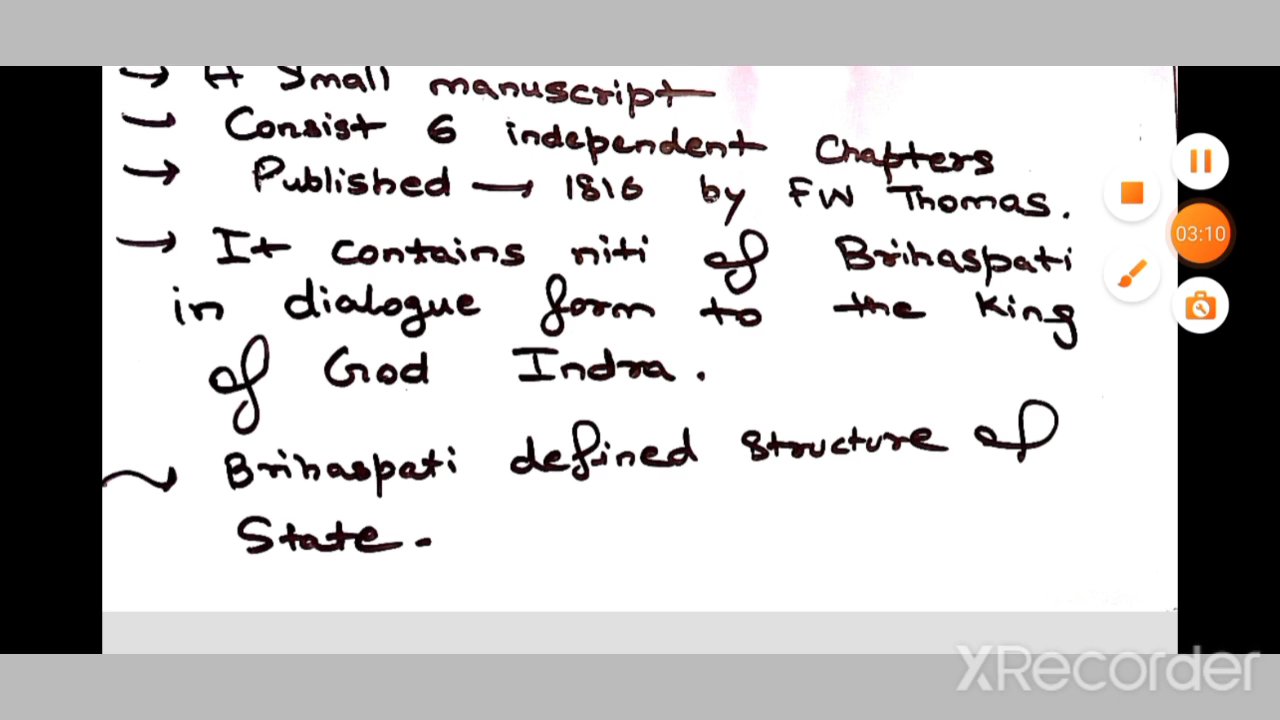 → A Small manuscript
→ Consist 6 independent Chapters
→ Published → 1816 by FW Thomas.
→ It contains niti of Brihaspati
in dialogue form to the King
of God Indra.
→ Brihaspati defined structure of
State.
03:10
XRecorder